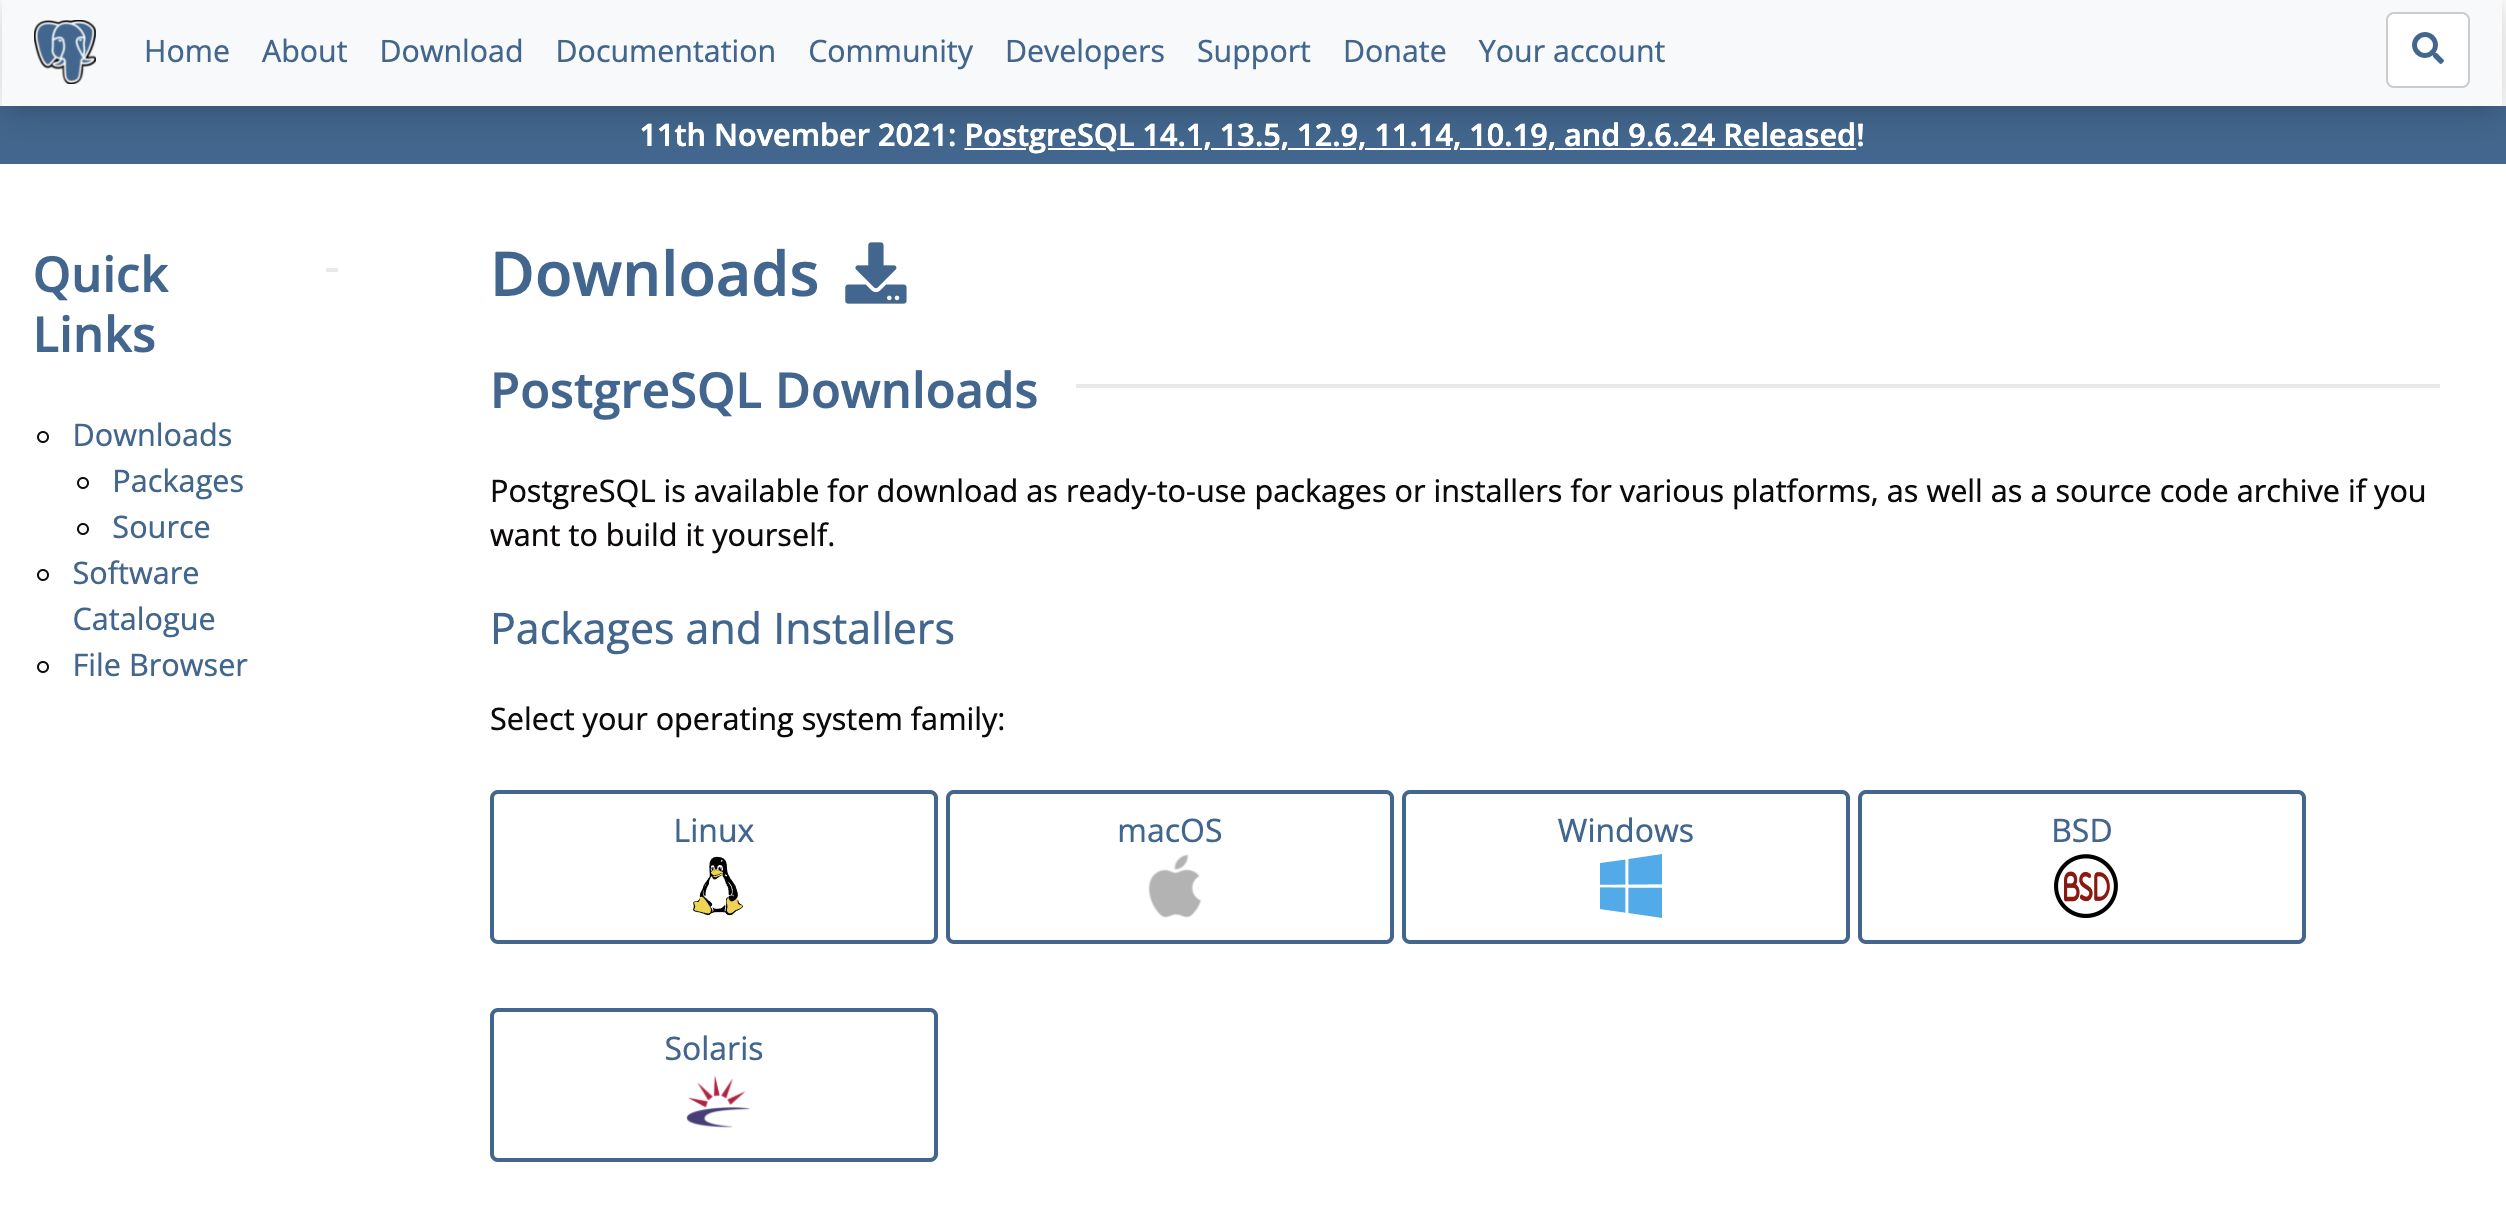 Home About Download Documentation Community Developers Support Donate Your account
11th November 2021: PostgreSQL 14.1, 13.5, 12.9, 11.14, 10.19, and 9.6.24 Released!
Quick
Links
Downloads
Packages
Source
Software
Catalogue
File Browser
Downloads
PostgreSQL Downloads
PostgreSQL is available for download as ready-to-use packages or installers for various platforms, as well as a source code archive if you
want to build it yourself.
Packages and Installers
Select your operating system family:
Linux
macOS
Windows
BSD
BSD
Solaris